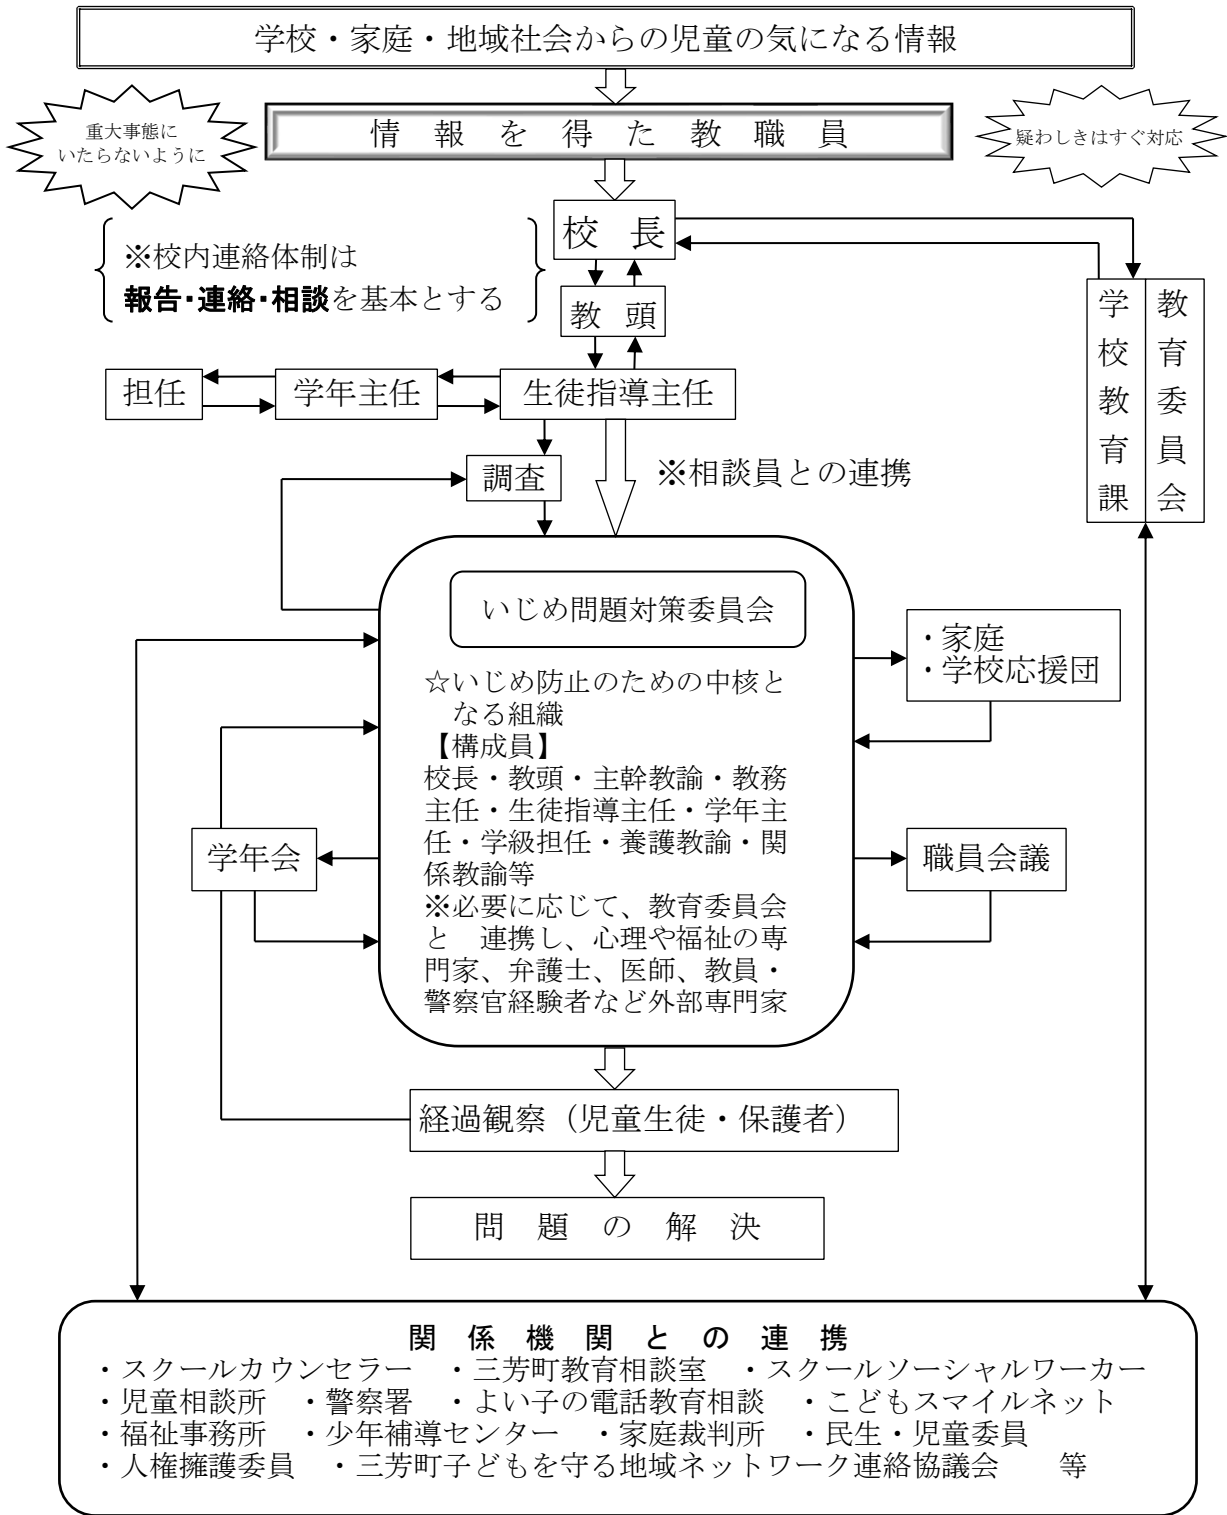 学校・家庭・地域社会からの児童の気になる情報
重大事態に
いたらないように
情報を得た教職員
疑わしきはすぐ対応
校長
※校内連絡体制は
報告・連絡・相談を基本とする
教頭
学校教育課
教育委員会
担任
学年主任
生徒指導主任
調査
※相談員との連携
いじめ問題対策委員会
・家庭
・学校応援団
☆いじめ防止のための中核と
なる組織
【構成員】
校長・教頭・主幹教諭・教務
主任・生徒指導主任・学年主
任・学級担任・養護教諭・関
係教諭等
※必要に応じて、教育委員会
と　連携し、心理や福祉の専
門家、弁護士、医師、教員・
警察官経験者など外部専門家
学年会
職員会議
経過観察（児童生徒・保護者）
問題の解決
関係機関との連携
・スクールカウンセラー　・三芳町教育相談室　・スクールソーシャルワーカー
・児童相談所　・警察署　・よい子の電話教育相談　・こどもスマイルネット
・福祉事務所　・少年補導センター　・家庭裁判所　・民生・児童委員
・人権擁護委員　・三芳町子どもを守る地域ネットワーク連絡協議会　　等